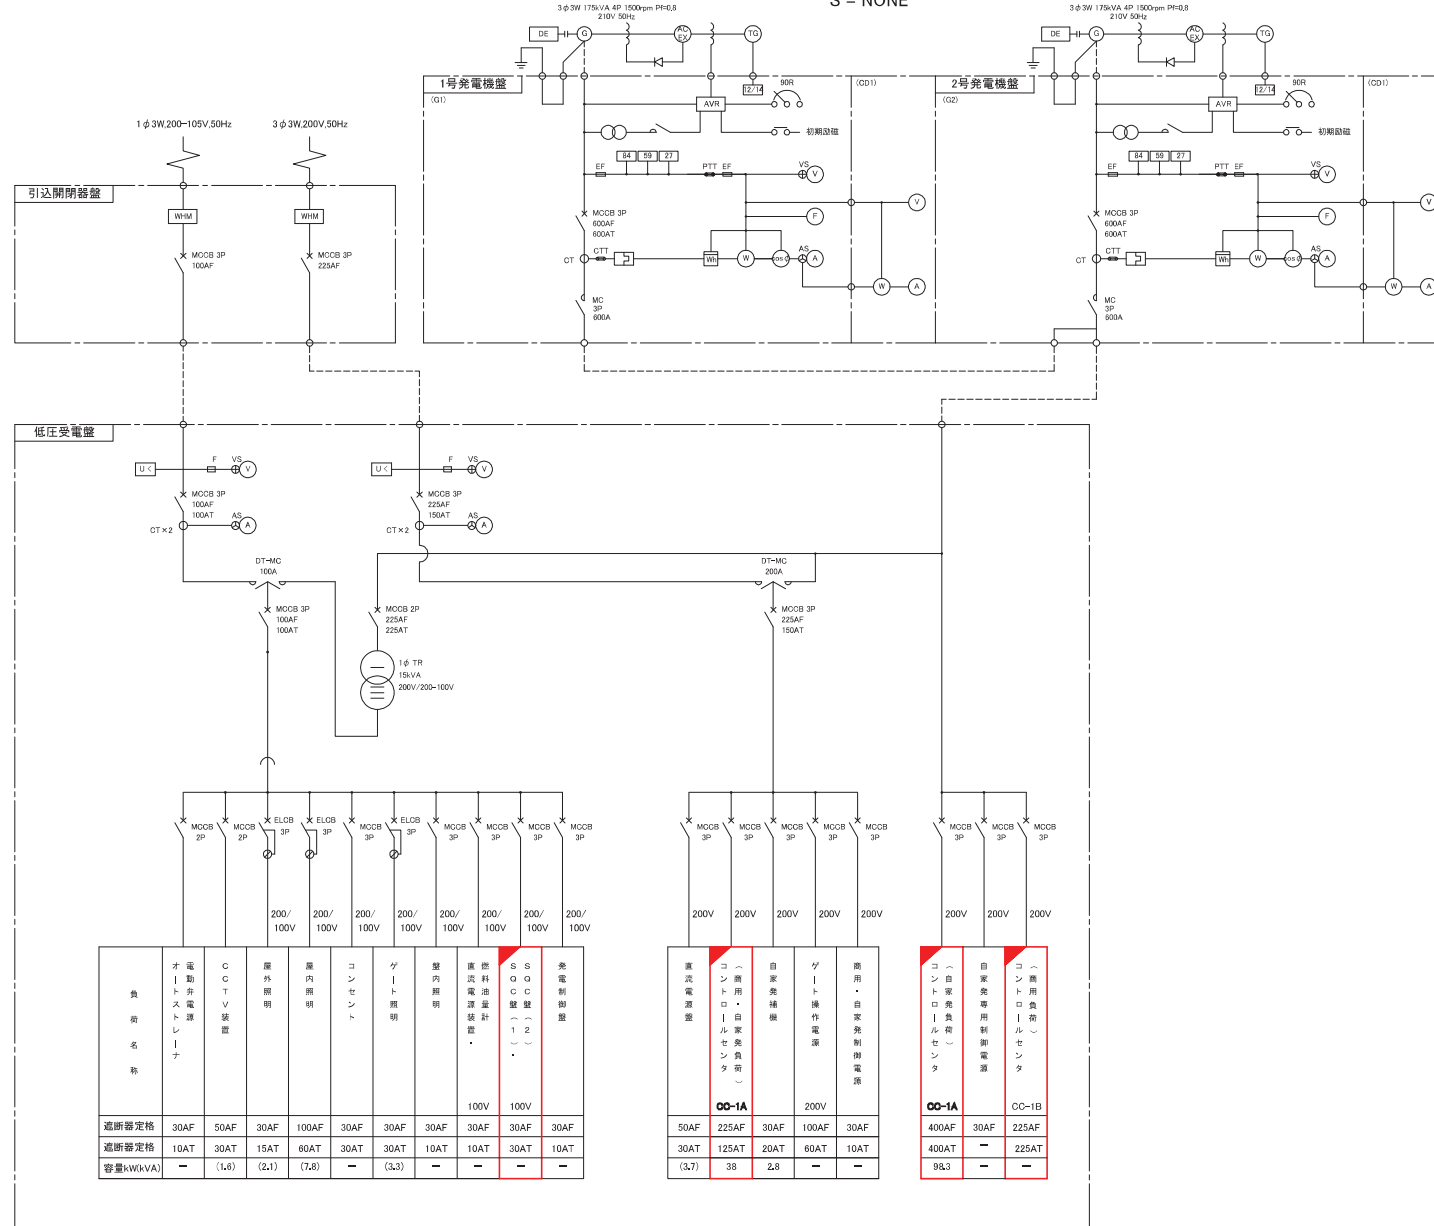 S = NONE
3φ3W 175kVA 4P 1500rpm Pf=0.8
210V 50Hz
3φ3W 175kVA 4P 1500rpm Pf=0.8
210V 50Hz
DE
G
AC
EX
TG
DE
G
AC
EX
TG
1号発電機盤
(G1)
12/14
90R
(CD1)
2号発電機盤
(G2)
12/14
90R
(CD1)
AVR
AVR
初期励磁
初期励磁
1φ3W,200-105V,50Hz
3φ3W,200V,50Hz
84
59
27
84
59
27
EF
PTT
EF
VS
V
EF
PTT
EF
VS
V
引込開閉器盤
WHM
WHM
MCCB 3P
100AF
MCCB 3P
225AF
MCCB 3P
600AF
600AT
F
V
MCCB 3P
600AF
600AT
F
V
CT
CTT
Wh
W
cosφ
AS
A
CT
CTT
Wh
W
cosφ
AS
A
W
A
W
A
MC
3P
600A
MC
3P
600A
低圧受電盤
U<
F
VS
V
U<
F
VS
V
MCCB 3P
100AF
100AT
MCCB 3P
225AF
150AT
CT×2
AS
A
CT×2
AS
A
DT-MC
100A
DT-MC
200A
MCCB 3P
100AF
100AT
MCCB 2P
225AF
225AT
MCCB 3P
225AF
150AT
1φ TR
15kVA
200V/200-100V
MCCB
2P
MCCB
2P
ELCB
3P
ELCB
3P
MCCB
3P
ELCB
3P
MCCB
3P
MCCB
3P
MCCB
3P
MCCB
3P
MCCB
3P
MCCB
3P
MCCB
3P
MCCB
3P
MCCB
3P
MCCB
3P
MCCB
3P
MCCB
3P
200/
100V
200/
100V
200/
100V
200/
100V
200/
100V
200/
100V
200/
100V
200/
100V
200V
200V
200V
200V
200V
200V
200V
200V
負荷名称
電動弁電源
オートストレーナ
CCTV装置
屋外照明
屋内照明
コンセント
ゲート照明
盤内照明
燃料油量計
直流電源装置・
100V
SQC盤(2)
SQC盤(1)・
100V
発電制御盤
直流電源盤
(商用・自家発負荷)
コントロールセンタ
CC-1A
自家発補機
ゲート操作電源
200V
商用・自家発制御電源
(自家発負荷)
コントロールセンタ
CC-1A
自家発専用制御電源
(商用負荷)
コントロールセンタ
CC-1B
遮断器定格 30AF 50AF 30AF 100AF 30AF 30AF 30AF 30AF 30AF 30AF 50AF 225AF 30AF 100AF 30AF 400AF 30AF 225AF
遮断器定格 10AT 30AT 15AT 60AT 30AT 30AT 10AT 10AT 30AT 10AT 30AT 125AT 20AT 60AT 10AT 400AT － 225AT
容量kW(kVA) － (1.6) (2.1) (7.8) － (3.3) － － － － (3.7) 38 2.8 － － 98.3 － －